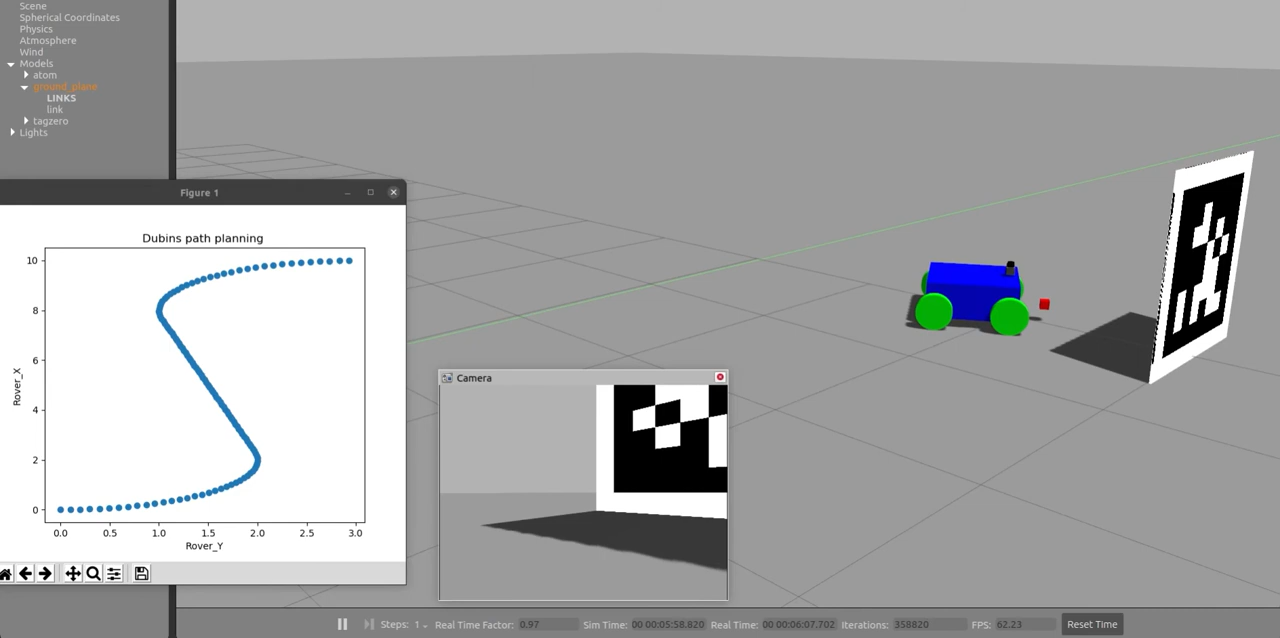 Scene
Spherical Coordinates
Physics
Atmosphere
Wind
Models
atom
ground_plane
LINKS
link
tagzero
Lights
Figure 1
Dubins path planning
10
8
6
4
2
0
Rover_X
0.0 0.5 1.0 1.5 2.0 2.5 3.0
Rover_Y
Camera
Steps: 1 Real Time Factor: 0.97 Sim Time: 00 00:05:58.820 Real Time: 00 00:06:07.702 Iterations: 358820 FPS: 62.23 Reset Time